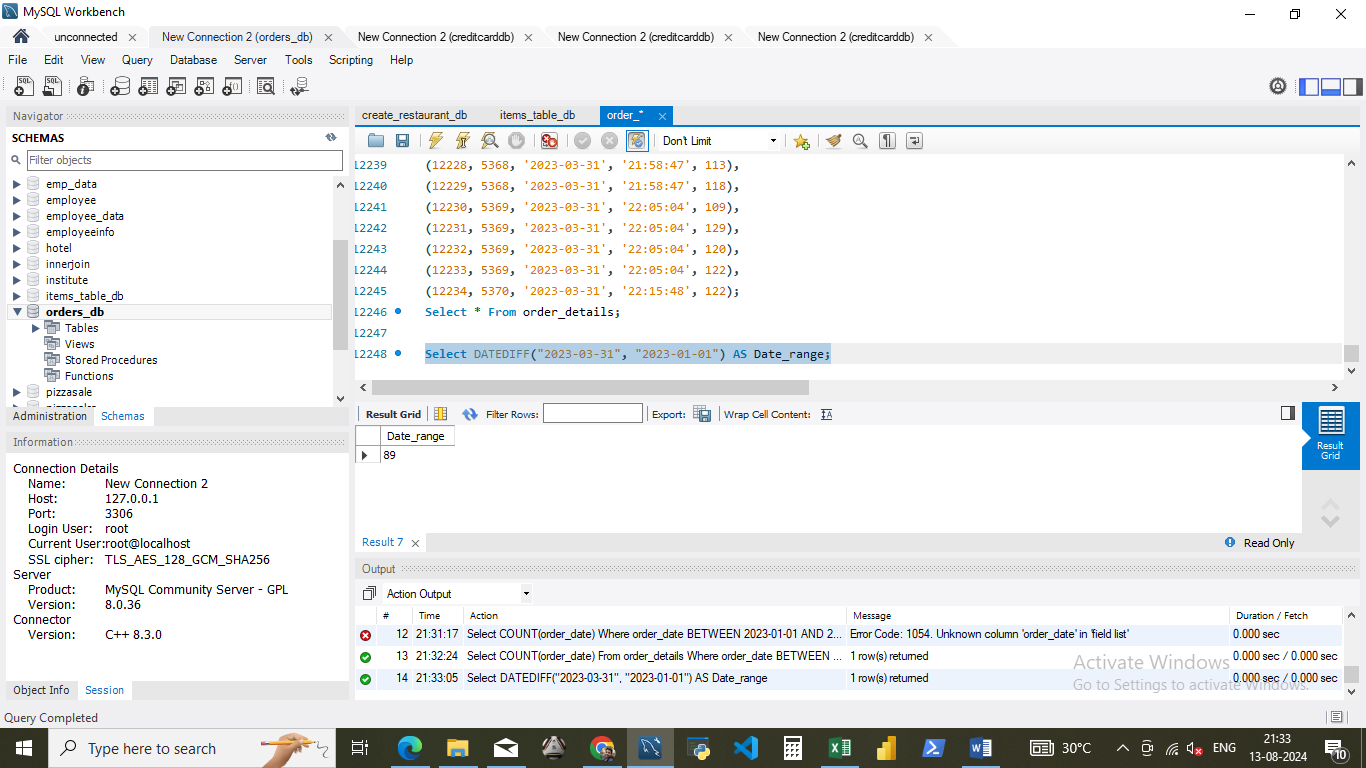 MySQL Workbench
unconnected
New Connection 2 (orders_db)
New Connection 2 (creditcarddb)
New Connection 2 (creditcarddb)
New Connection 2 (creditcarddb)
File Edit View Query Database Server Tools Scripting Help
Navigator
SCHEMAS
Filter objects
emp_data
employee
employee_data
employeeinfo
hotel
innerjoin
institute
items_table_db
orders_db
Tables
Views
Stored Procedures
Functions
pizzasale
Administration Schemas
Information
Connection Details
Name: New Connection 2
Host: 127.0.0.1
Port: 3306
Login User: root
Current User:root@localhost
SSL cipher: TLS_AES_128_GCM_SHA256
Server
Product: MySQL Community Server - GPL
Version: 8.0.36
Connector
Version: C++ 8.3.0
Object Info Session
Query Completed
create_restaurant_db items_table_db order_*
Don't Limit
12239 (12228, 5368, '2023-03-31', '21:58:47', 113),
12240 (12229, 5368, '2023-03-31', '21:58:47', 118),
12241 (12230, 5369, '2023-03-31', '22:05:04', 109),
12242 (12231, 5369, '2023-03-31', '22:05:04', 129),
12243 (12232, 5369, '2023-03-31', '22:05:04', 120),
12244 (12233, 5369, '2023-03-31', '22:05:04', 122),
12245 (12234, 5370, '2023-03-31', '22:15:48', 122);
12246 Select * From order_details;
12247
12248 Select DATEDIFF("2023-03-31", "2023-01-01") AS Date_range;
Result Grid Filter Rows: Export: Wrap Cell Content:
Date_range
89
Result Grid
Result 7
Read Only
Output
Action Output
# Time Action Message Duration / Fetch
12 21:31:17 Select COUNT(order_date) Where order_date BETWEEN 2023-01-01 AND 2... Error Code: 1054. Unknown column 'order_date' in 'field list' 0.000 sec
13 21:32:24 Select COUNT(order_date) From order_details Where order_date BETWEEN ... 1 row(s) returned 0.000 sec / 0.000 sec
14 21:33:05 Select DATEDIFF("2023-03-31", "2023-01-01") AS Date_range 1 row(s) returned 0.000 sec / 0.000 sec
Activate Windows
Go to Settings to activate Windows.
Type here to search
30°C
ENG
21:33
13-08-2024
10